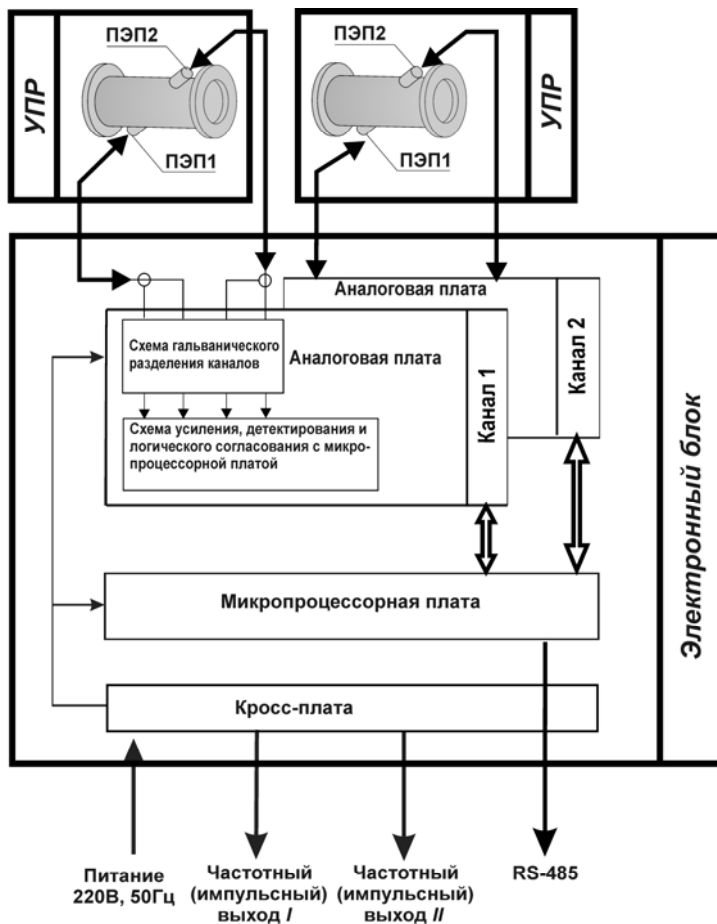 УПР
ПЭП2
ПЭП1
ПЭП2
ПЭП1
УПР
Аналоговая плата
Канал 2
Схема гальванического
разделения каналов
Аналоговая плата
Канал 1
Схема усиления, детектирования и
логического согласования с микро-
процессорной платой
Электронный блок
Микропроцессорная плата
Кросс-плата
Питание
220В, 50Гц
Частотный
(импульсный)
выход I
Частотный
(импульсный)
выход II
RS-485